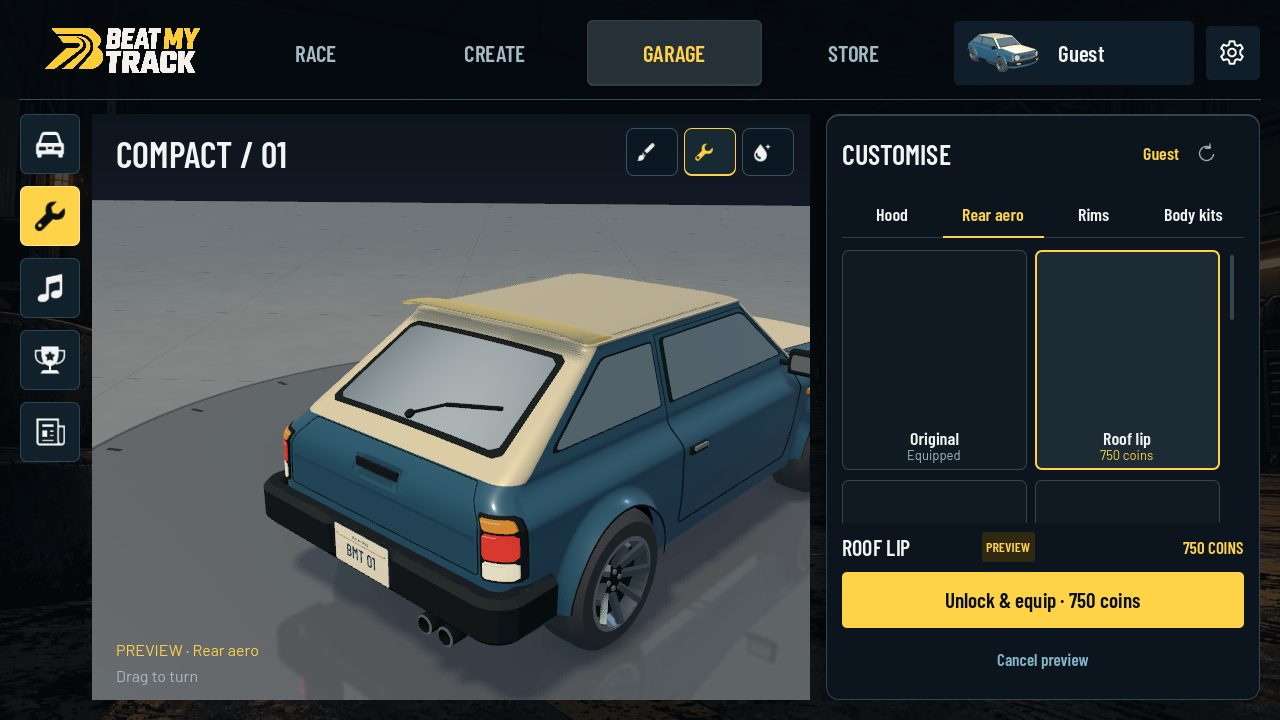 BEAT MY TRACK
RACE
CREATE
GARAGE
STORE
Guest
COMPACT / 01
CUSTOMISE
Guest
Hood
Rear aero
Rims
Body kits
Original
Equipped
Roof lip
750 coins
BMT 01
ROOF LIP
PREVIEW
750 COINS
Unlock & equip · 750 coins
Cancel preview
PREVIEW · Rear aero
Drag to turn